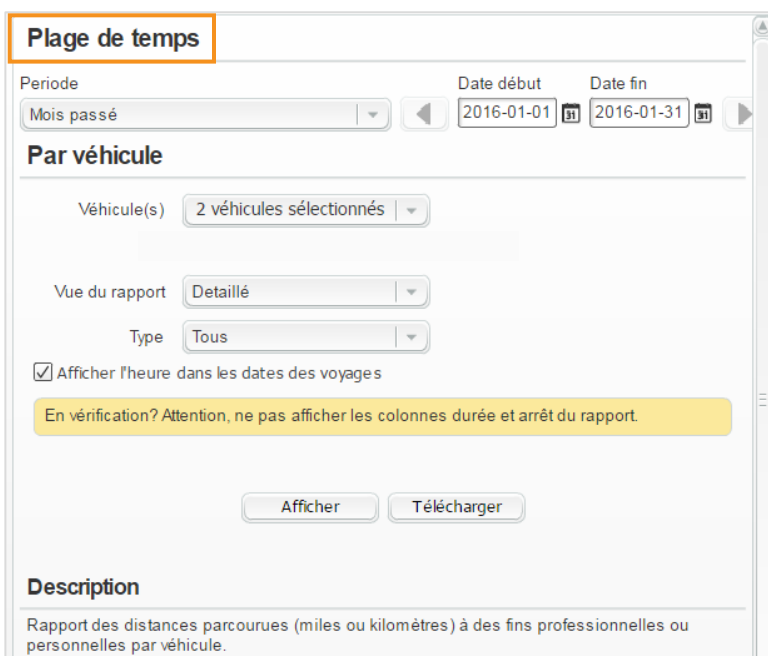 Plage de temps
Periode Date début Date fin
Mois passé 2016-01-01 31 2016-01-31 31
Par véhicule
Véhicule(s) 2 véhicules sélectionnés
Vue du rapport Detaillé
Type Tous
Afficher l'heure dans les dates des voyages
En vérification? Attention, ne pas afficher les colonnes durée et arrêt du rapport.
Afficher Télécharger
Description
Rapport des distances parcourues (miles ou kilomètres) à des fins professionnelles ou
personnelles par véhicule.